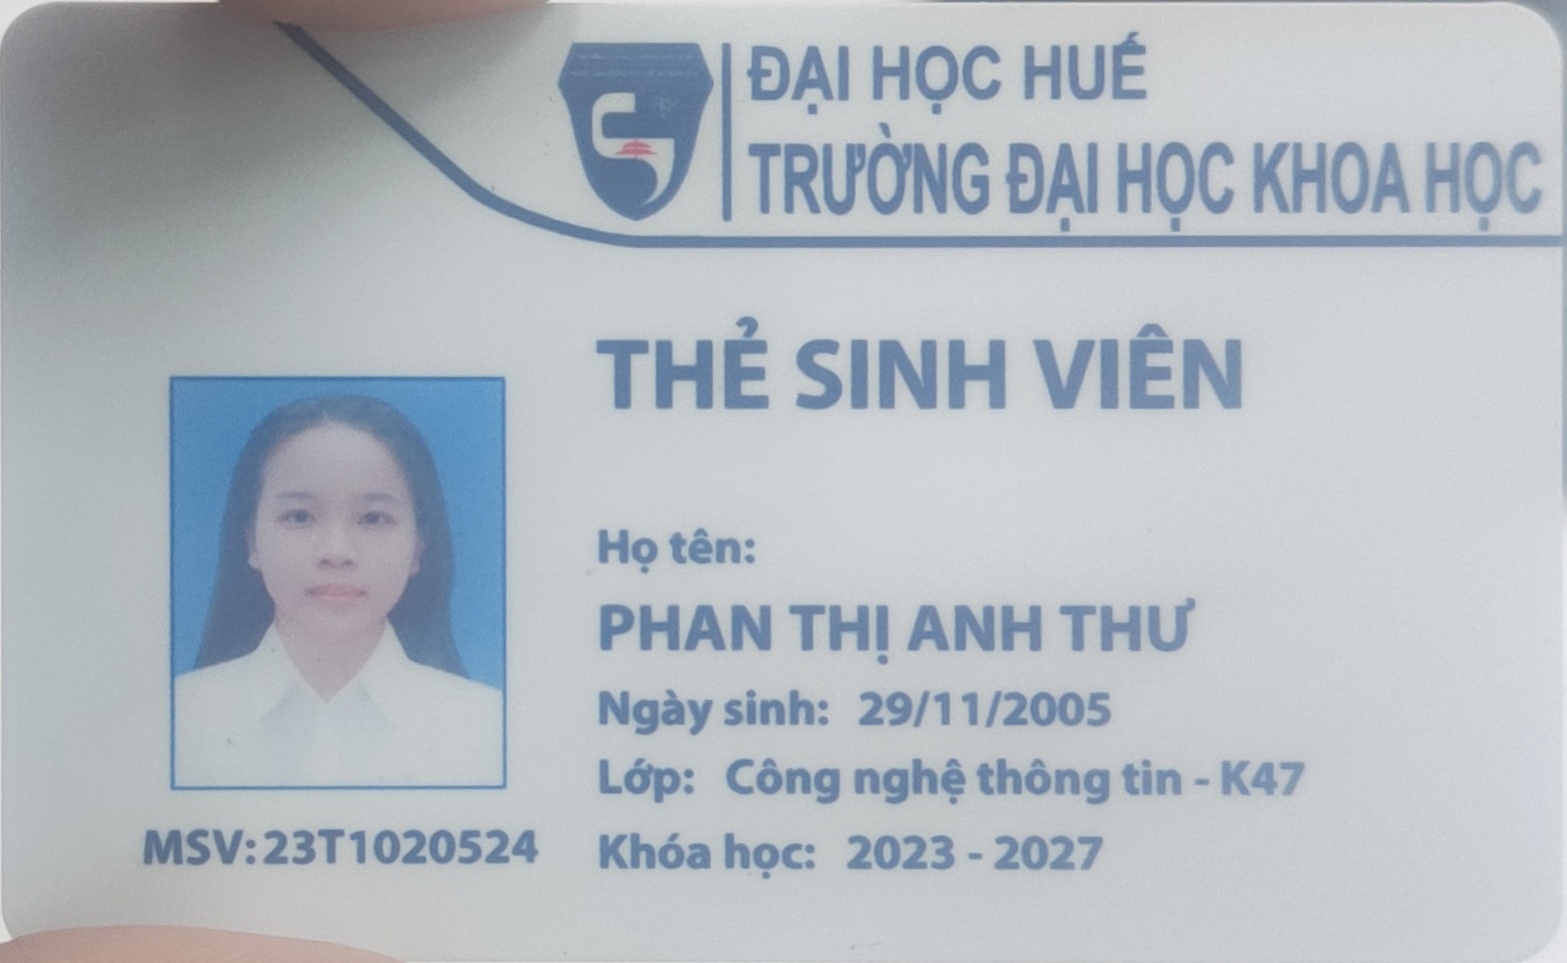 ĐẠI HỌC HUẾ
TRƯỜNG ĐẠI HỌC KHOA HỌC
THẺ SINH VIÊN
Họ tên:
PHAN THỊ ANH THƯ
Ngày sinh: 29/11/2005
Lớp: Công nghệ thông tin - K47
Khóa học: 2023 - 2027
MSV:23T1020524